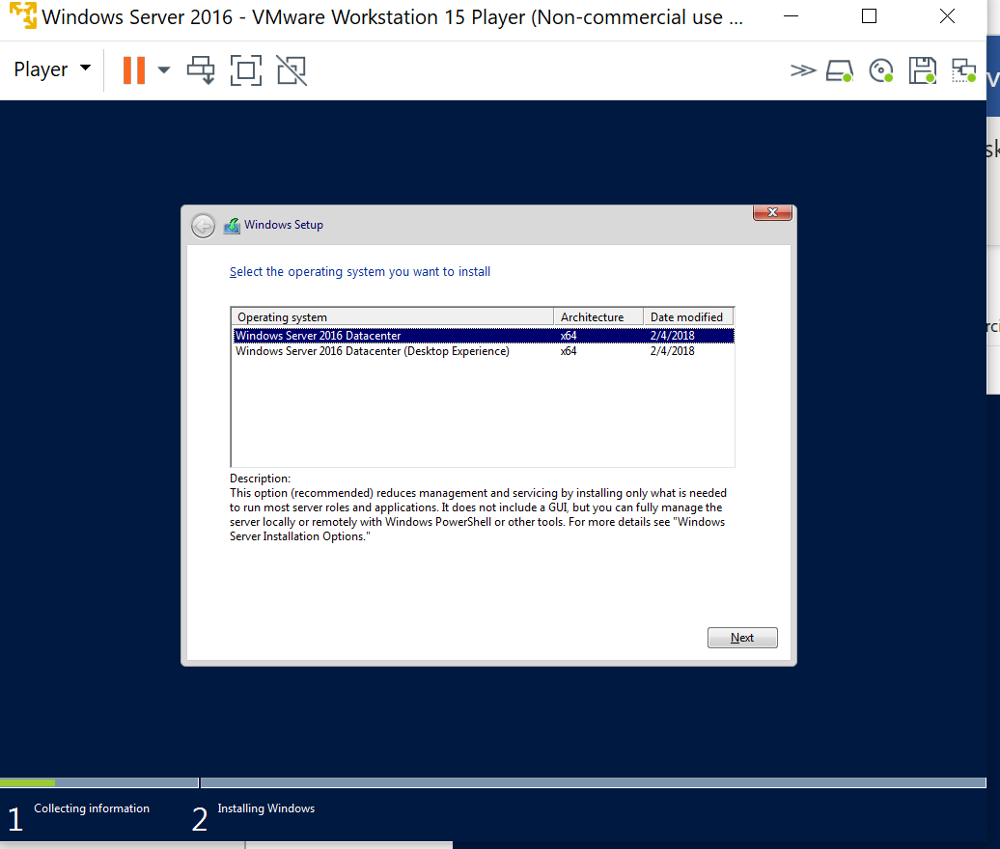 Windows Server 2016 - VMware Workstation 15 Player (Non-commercial use ...
Player
Windows Setup
Select the operating system you want to install
Operating system Architecture Date modified
Windows Server 2016 Datacenter x64 2/4/2018
Windows Server 2016 Datacenter (Desktop Experience) x64 2/4/2018
Description:
This option (recommended) reduces management and servicing by installing only what is needed
to run most server roles and applications. It does not include a GUI, but you can fully manage the
server locally or remotely with Windows PowerShell or other tools. For more details see "Windows
Server Installation Options."
Next
1 Collecting information 2 Installing Windows